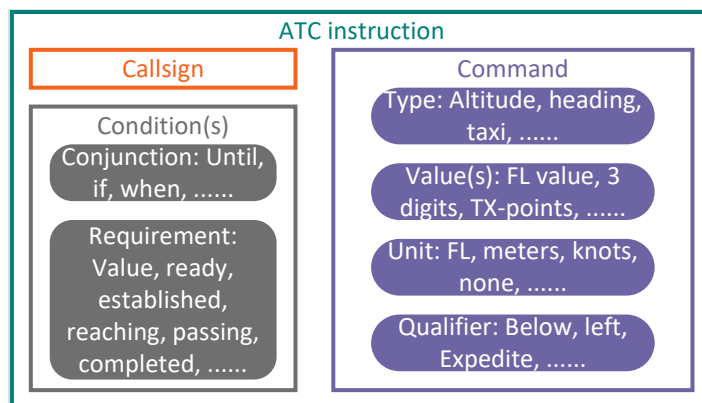 ATC instruction
Callsign
Condition(s)
Conjunction: Until,
if, when, ......
Requirement:
Value, ready,
established,
reaching, passing,
completed, ......
Command
Type: Altitude, heading,
taxi, ......
Value(s): FL value, 3
digits, TX-points, ......
Unit: FL, meters, knots,
none, ......
Qualifier: Below, left,
Expedite, ......